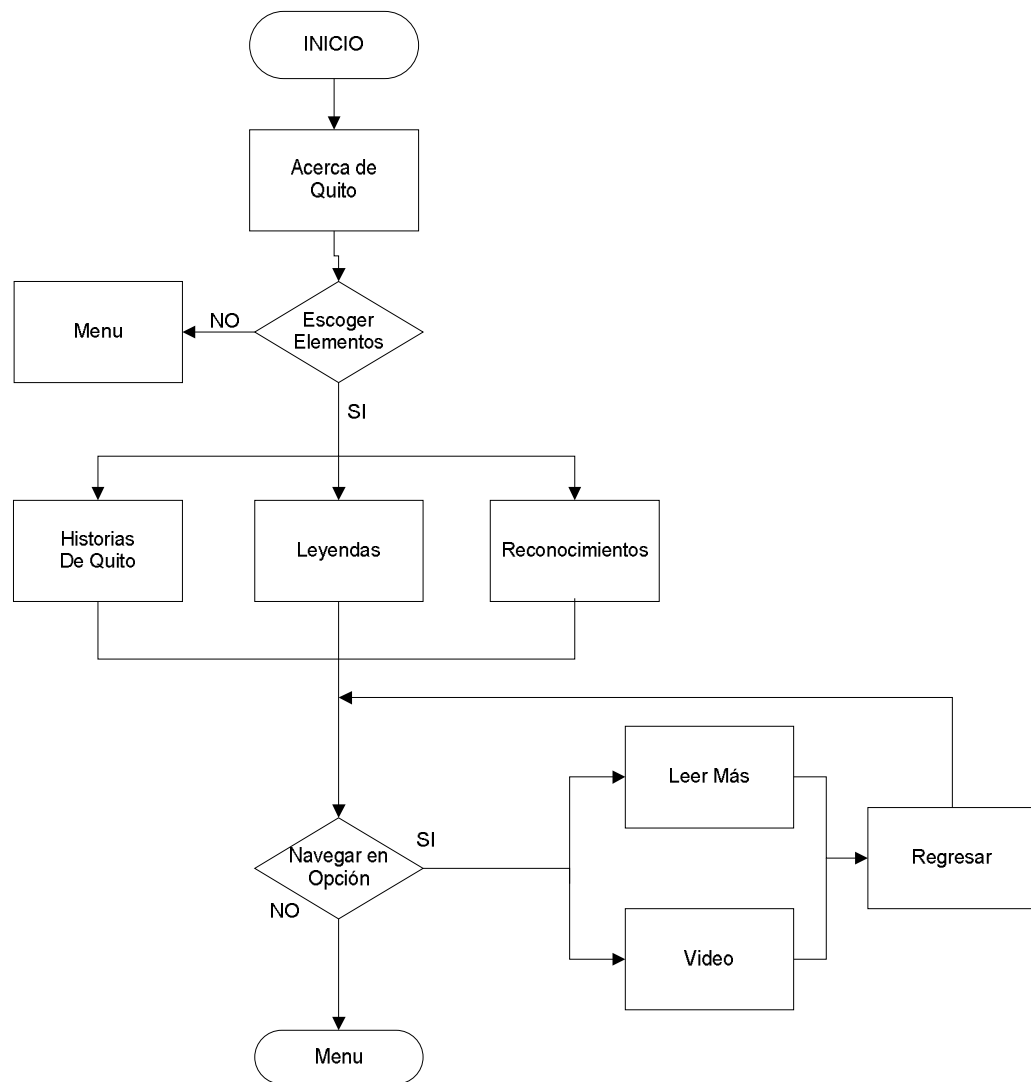 INICIO
Acerca de
Quito
Menu
NO
Escoger
Elementos
SI
Historias
De Quito
Leyendas
Reconocimientos
Leer Más
SI
Navegar en
Opción
Regresar
NO
Video
Menu